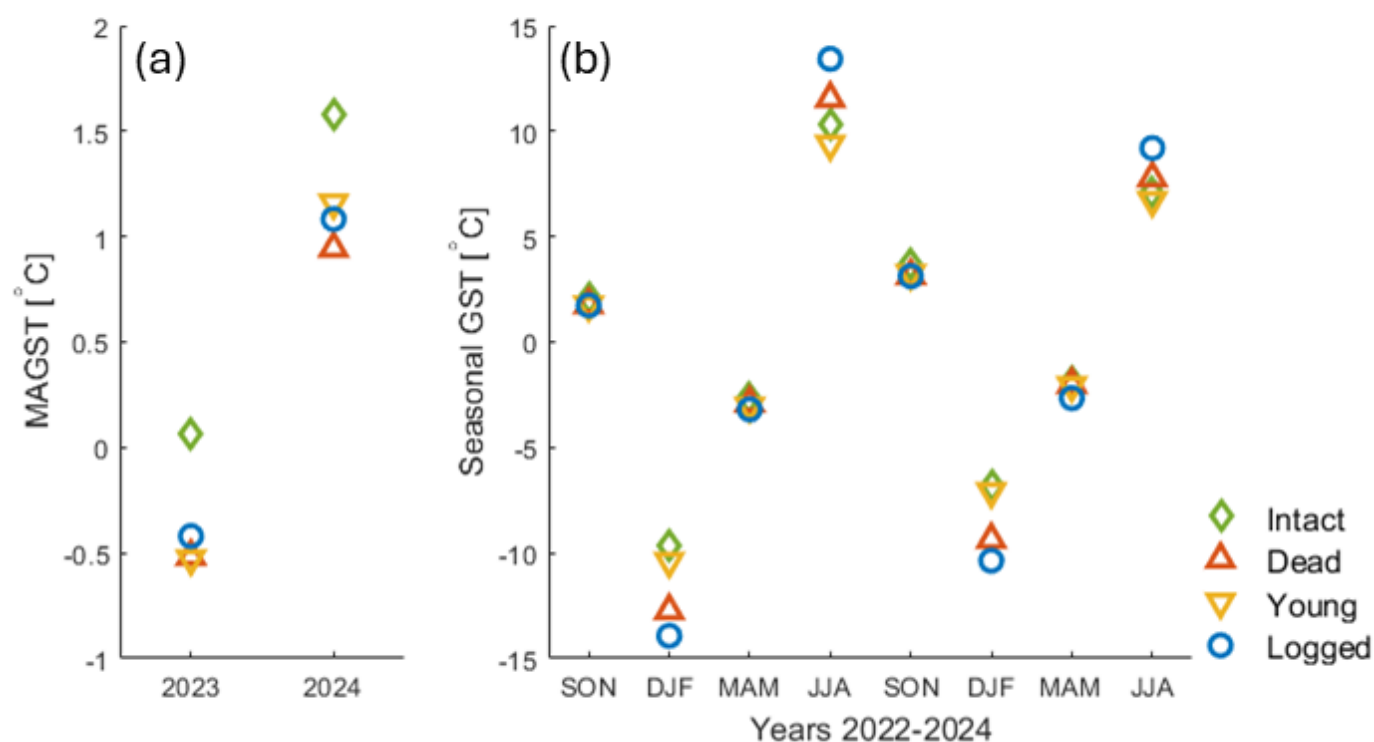 (a)
MAGST [°C]
2
1.5
1
0.5
0
-0.5
-1
2023 2024
(b)
Seasonal GST [°C]
15
10
5
0
-5
-10
-15
SON DJF MAM JJA SON DJF MAM JJA
Years 2022-2024
Intact
Dead
Young
Logged